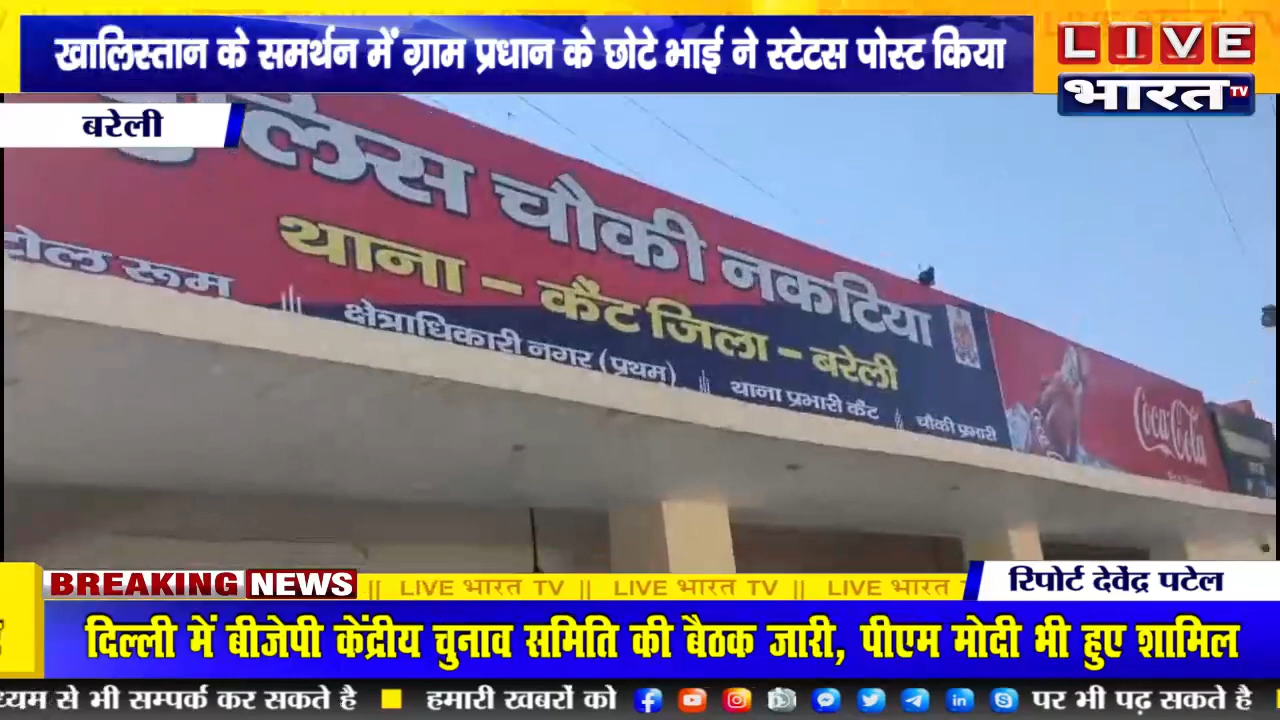 खालिस्तान के समर्थन में ग्राम प्रधान के छोटे भाई ने स्टेटस पोस्ट किया
LIVE
भारत TV
बरेली
चौकी नकटिया
थाना - कैंट जिला - बरेली
रूम
क्षेत्राधिकारी नगर (प्रथम)
थाना प्रभारी कैंट
चौकी प्रभारी
Coca-Cola
BREAKING NEWS
|| LIVE भारत TV || LIVE भारत TV || LIVE भारत T
रिपोर्ट देवेंद्र पटेल
दिल्ली में बीजेपी केंद्रीय चुनाव समिति की बैठक जारी, पीएम मोदी भी हुए शामिल
से भी सम्पर्क कर सकते है हमारी खबरों को पर भी पढ़ सकते है